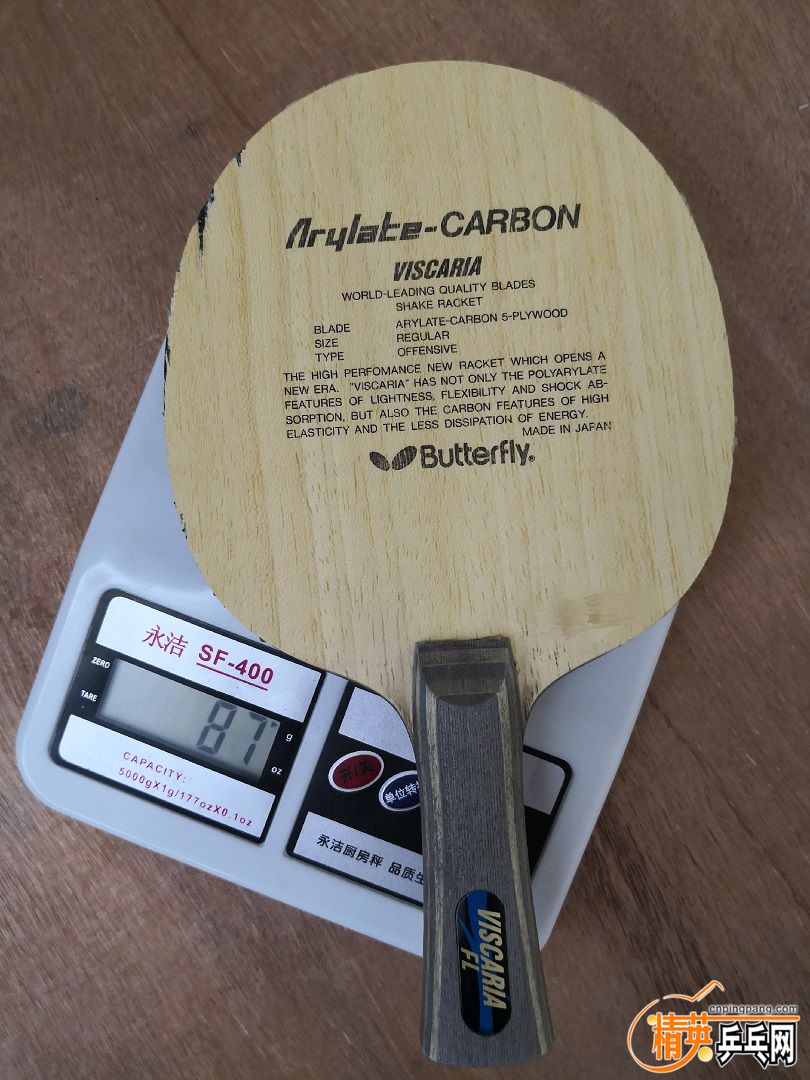 Arylate-CARBON
VISCARIA
WORLD-LEADING QUALITY BLADES
SHAKE RACKET
BLADE ARYLATE-CARBON 5-PLYWOOD
SIZE REGULAR
TYPE OFFENSIVE
THE HIGH PERFOMANCE NEW RACKET WHICH OPENS A
NEW ERA. "VISCARIA" HAS NOT ONLY THE POLYARYLATE
FEATURES OF LIGHTNESS, FLEXIBILITY AND SHOCK AB-
SORPTION, BUT ALSO THE CARBON FEATURES OF HIGH
ELASTICITY AND THE LESS DISSIPATION OF ENERGY.
MADE IN JAPAN
Butterfly®
永洁 SF-400
ZERO
TARE
87 g
oz
CAPACITY:
5000gX1g/177ozX0.1oz
开/关
单位转
永洁厨房秤 品质生
VISCARIA
FL
cnpingpang.com
精英乒乓网